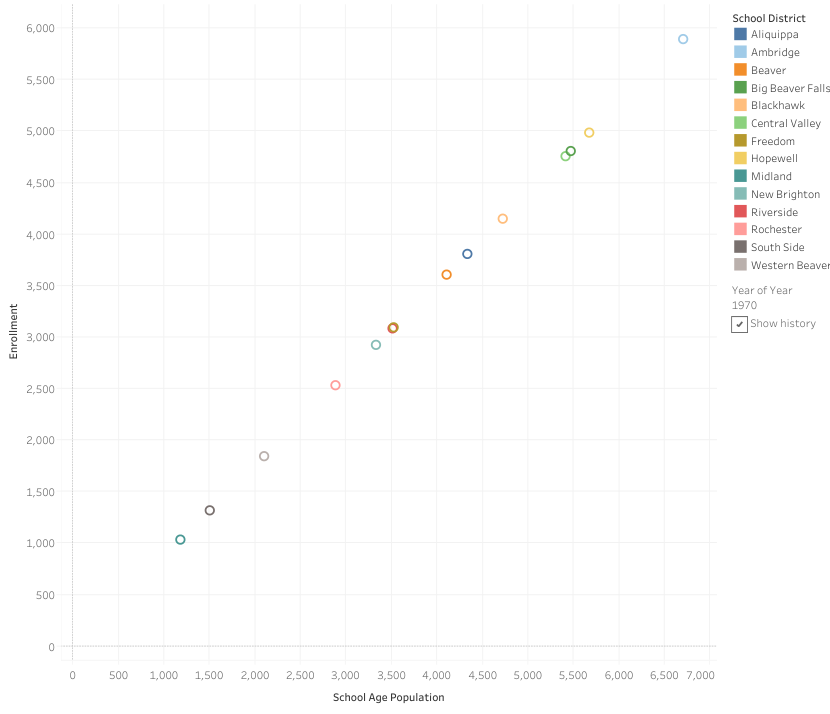 6,000
5,500
5,000
4,500
4,000
3,500
3,000
2,500
2,000
1,500
1,000
500
0
Enrollment
0 500 1,000 1,500 2,000 2,500 3,000 3,500 4,000 4,500 5,000 5,500 6,000 6,500 7,000
School Age Population
School District
Aliquippa
Ambridge
Beaver
Big Beaver Falls
Blackhawk
Central Valley
Freedom
Hopewell
Midland
New Brighton
Riverside
Rochester
South Side
Western Beaver
Year of Year
1970
Show history